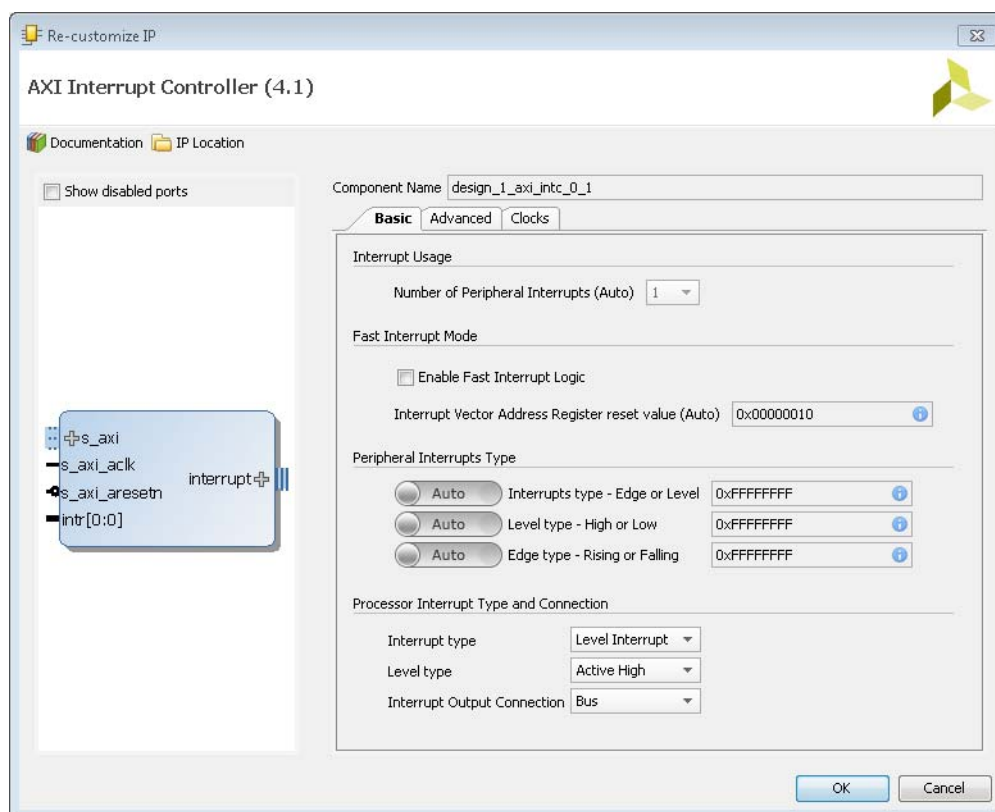 Re-customize IP
AXI Interrupt Controller (4.1)
Documentation IP Location
Show disabled ports
s_axi
s_axi_aclk
s_axi_aresetn
intr[0:0]
interrupt
Component Name design_1_axi_intc_0_1
Basic Advanced Clocks
Interrupt Usage
Number of Peripheral Interrupts (Auto) 1
Fast Interrupt Mode
Enable Fast Interrupt Logic
Interrupt Vector Address Register reset value (Auto) 0x00000010
Peripheral Interrupts Type
Auto Interrupts type - Edge or Level 0xFFFFFFFF
Auto Level type - High or Low 0xFFFFFFFF
Auto Edge type - Rising or Falling 0xFFFFFFFF
Processor Interrupt Type and Connection
Interrupt type Level Interrupt
Level type Active High
Interrupt Output Connection Bus
OK Cancel